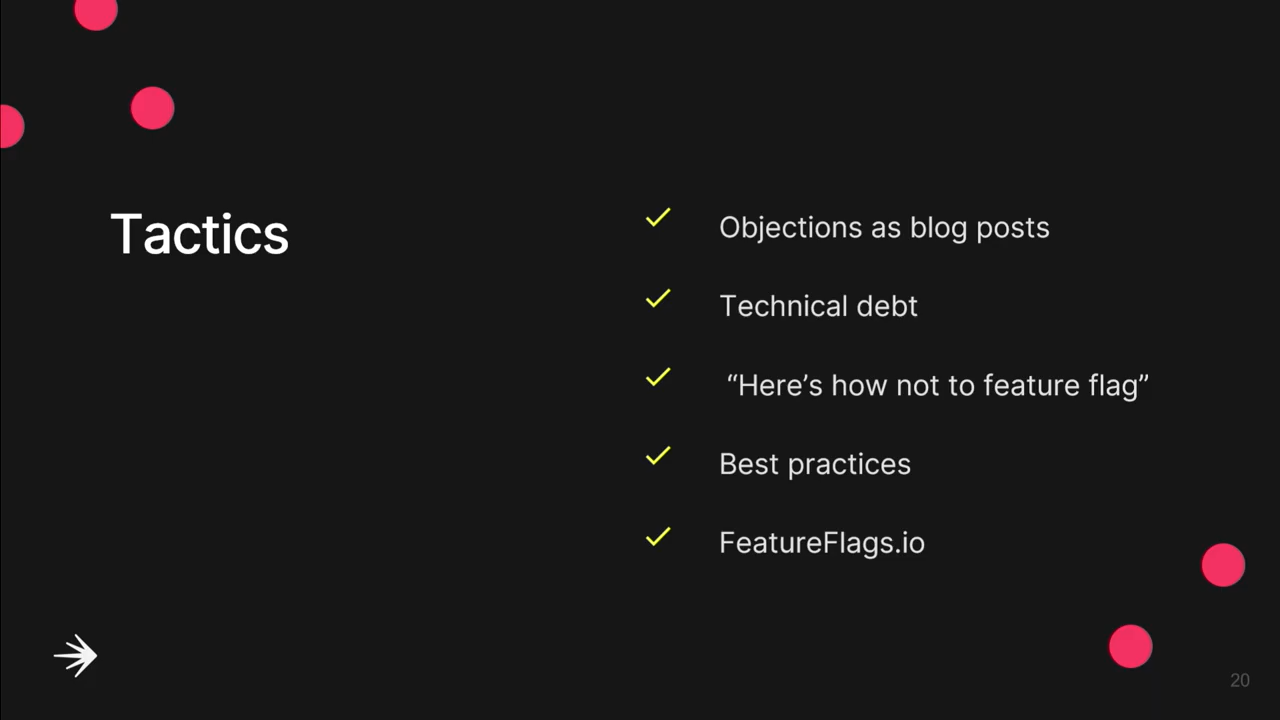 Tactics
Objections as blog posts
Technical debt
“Here’s how not to feature flag”
Best practices
FeatureFlags.io
20